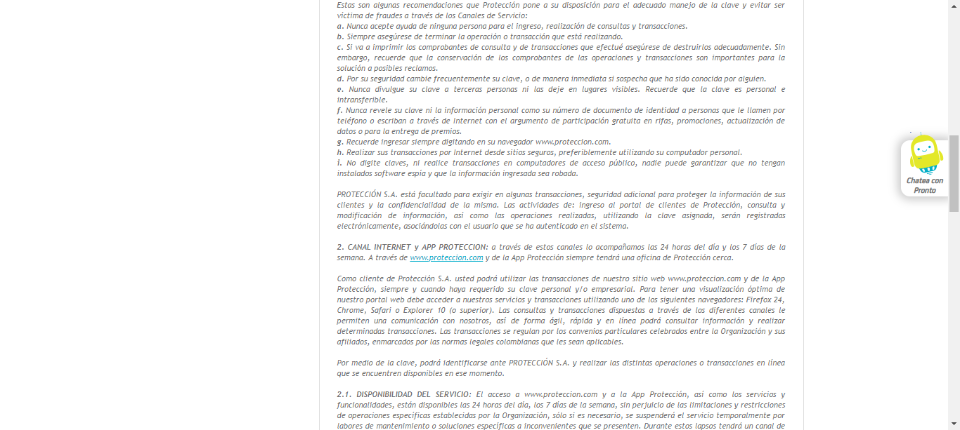 Estas son algunas recomendaciones que Protección pone a su disposición para el adecuado manejo de la clave y evitar ser
víctima de fraudes a través de los Canales de Servicio:
a. Nunca acepte ayuda de ninguna persona para el ingreso, realización de consultas y transacciones.
b. Siempre asegúrese de terminar la operación o transacción que está realizando.
c. Si va a imprimir los comprobantes de consulta y de transacciones que efectué asegúrese de destruirlos adecuadamente. Sin
embargo, recuerde que la conservación de los comprobantes de las operaciones y transacciones son importantes para la
solución a posibles reclamos.
d. Por su seguridad cambie frecuentemente su clave, o de manera inmediata si sospecha que ha sido conocida por alguien.
e. Nunca divulgue su clave a terceras personas ni las deje en lugares visibles. Recuerde que la clave es personal e
intransferible.
f. Nunca revele su clave ni la información personal como su número de documento de identidad a personas que le llamen por
teléfono o escriban a través de Internet con el argumento de participación gratuita en rifas, promociones, actualización de
datos o para la entrega de premios.
g. Recuerde ingresar siempre digitando en su navegador www.proteccion.com.
h. Realizar sus transacciones por Internet desde sitios seguros, preferiblemente utilizando su computador personal.
i. No digite claves, ni realice transacciones en computadores de acceso público, nadie puede garantizar que no tengan
instalados software espía y que la información ingresada sea robada.
PROTECCIÓN S.A. está facultado para exigir en algunas transacciones, seguridad adicional para proteger la información de sus
clientes y la confidencialidad de la misma. Las actividades de: ingreso al portal de clientes de Protección, consulta y
modificación de información, así como las operaciones realizadas, utilizando la clave asignada, serán registradas
electrónicamente, asociándolas con el usuario que se ha autenticado en el sistema.
2. CANAL INTERNET y APP PROTECCION: a través de estos canales lo acompañamos las 24 horas del día y los 7 días de la
semana. A través de www.proteccion.com y de la App Protección siempre tendrá una oficina de Protección cerca.
Como cliente de Protección S.A. usted podrá utilizar las transacciones de nuestro sitio web www.proteccion.com y de la App
Protección, siempre y cuando haya requerido su clave personal y/o empresarial. Para tener una visualización óptima de
nuestro portal web debe acceder a nuestros servicios y transacciones utilizando uno de los siguientes navegadores: Firefox 24,
Chrome, Safari o Explorer 10 (o superior). Las consultas y transacciones dispuestas a través de las diferentes canales le
permiten una comunicación con nosotros, así de forma ágil, rápida y en línea podrá consultar información y realizar
determinadas transacciones. Las transacciones se regulan por los convenios particulares celebrados entre la Organización y sus
afiliados, enmarcados por las normas legales colombianas que les sean aplicables.
Por medio de la clave, podrá identificarse ante PROTECCIÓN S.A. y realizar las distintas operaciones o transacciones en línea
que se encuentren disponibles en ese momento.
2.1. DISPONIBILIDAD DEL SERVICIO: El acceso a www.proteccion.com y a la App Protección, así como los servicios y
funcionalidades, están disponibles las 24 horas del día, los 7 días de la semana, sin perjuicio de las limitaciones y restricciones
de operaciones específicas establecidas por la Organización, sólo si es necesario, se suspenderá el servicio temporalmente por
labores de mantenimiento o soluciones específicas a inconvenientes que se presenten. Durante estos lapsos tendrá un canal de
Chatea con
Pronto